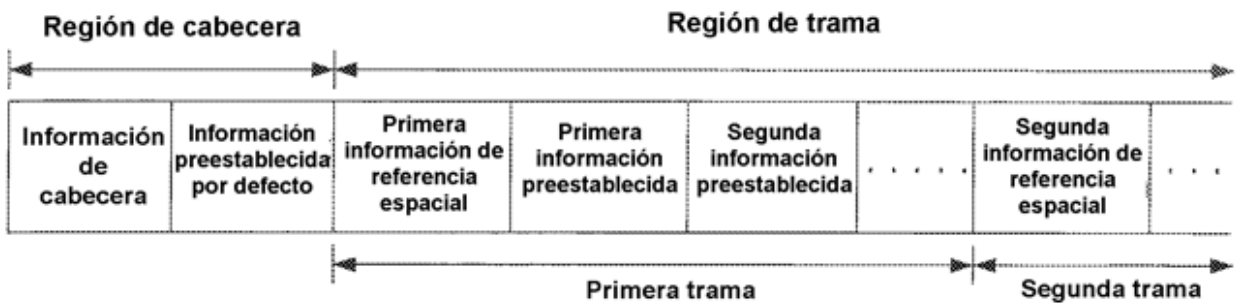 Región de cabecera
Región de trama
Información
de
cabecera
Información
preestablecida
por defecto
Primera
información de
referencia
espacial
Primera
información
preestablecida
Segunda
información
preestablecida
. . . . .
Segunda
información de
referencia
espacial
. . .
Primera trama
Segunda trama